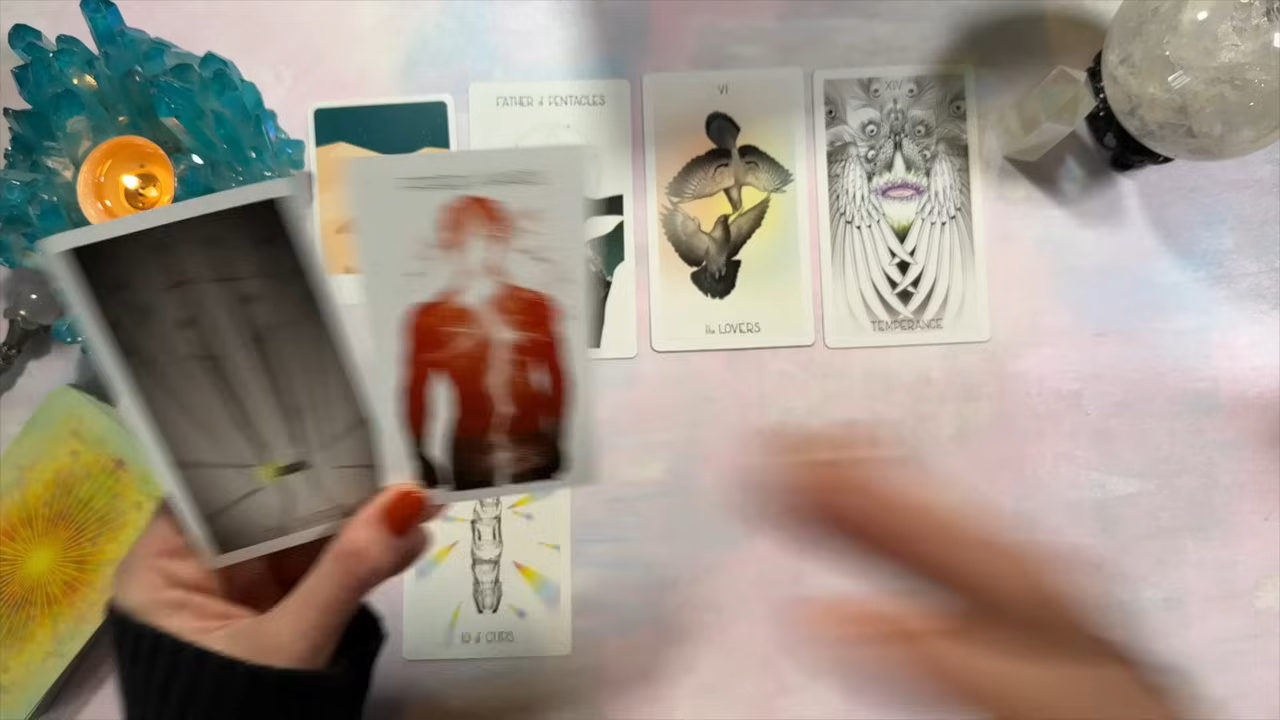 FATHER of PENTACLES
VI
the LOVERS
XIV
TEMPERANCE
10 of CUPS